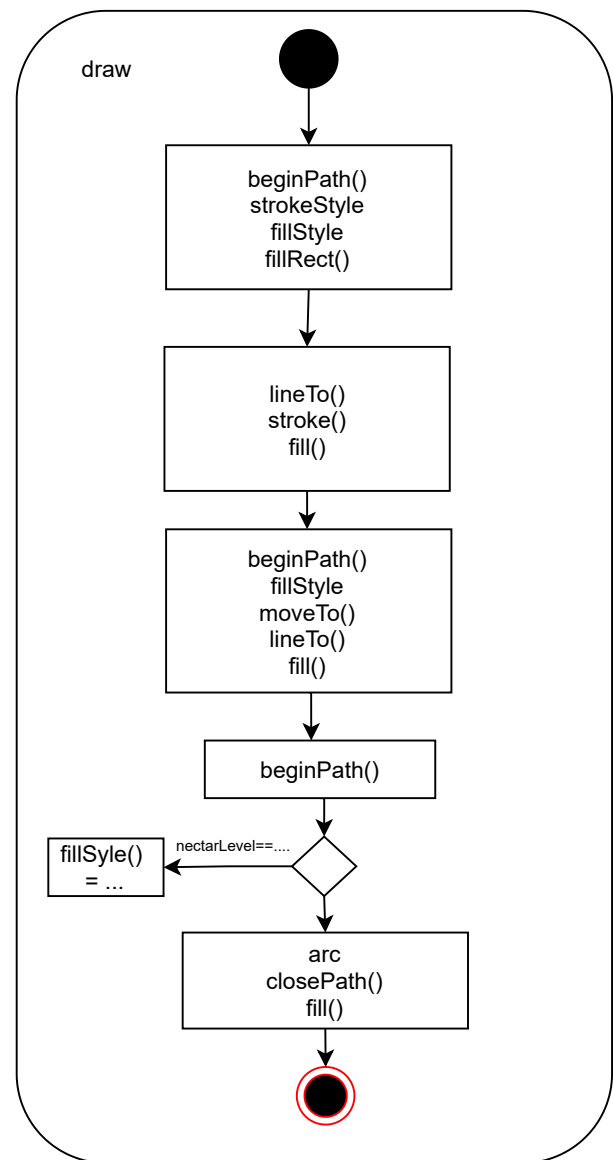 draw
beginPath()
strokeStyle
fillStyle
fillRect()
lineTo()
stroke()
fill()
beginPath()
fillStyle
moveTo()
lineTo()
fill()
beginPath()
nectarLevel==....
fillSyle()
= ...
arc
closePath()
fill()